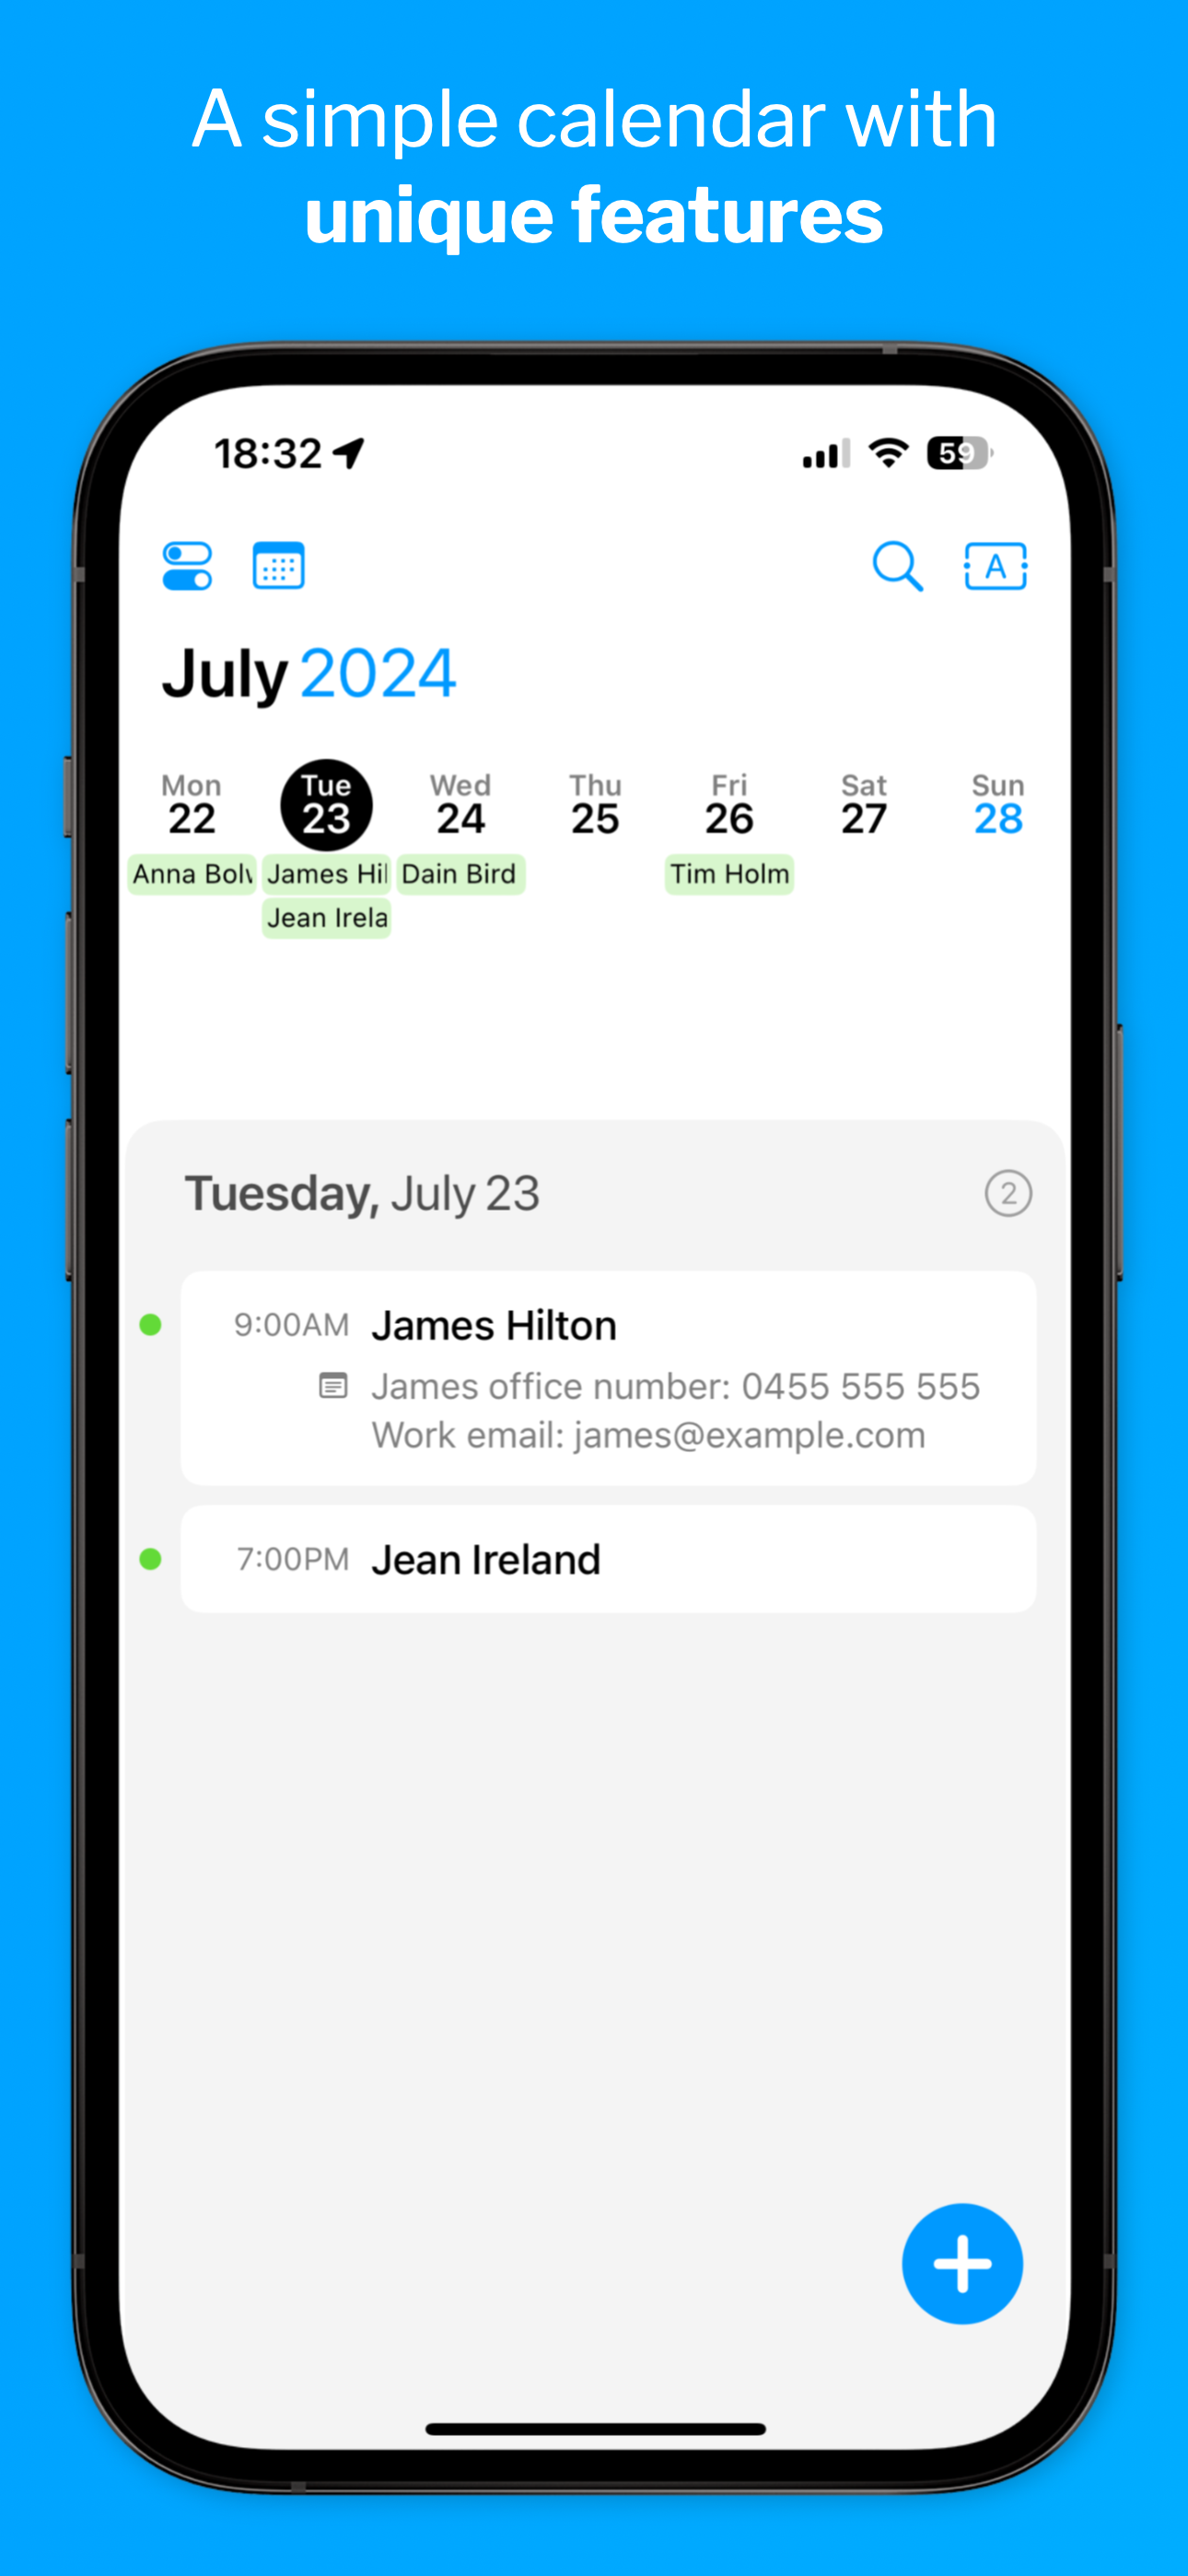 A simple calendar with
unique features
18:32
59
A
July 2024
Mon Tue Wed Thu Fri Sat Sun
22 23 24 25 26 27 28
Anna Bol James Hil Dain Bird Tim Holm
Jean Irela
Tuesday, July 23 2
9:00AM James Hilton
James office number: 0455 555 555
Work email: james@example.com
7:00PM Jean Ireland